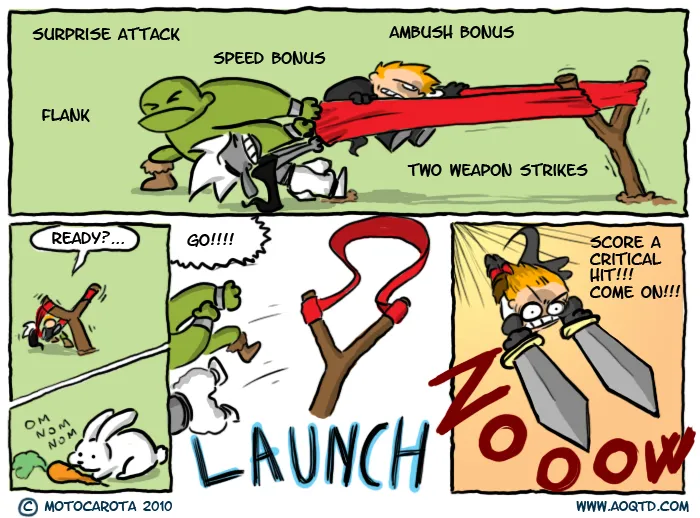 SURPRISE ATTACK
AMBUSH BONUS
SPEED BONUS
FLANK
TWO WEAPON STRIKES
READY?...
OM
NOM
NOM
GO!!!!
LAUNCH
SCORE A
CRITICAL
HIT!!!
COME ON!!!
ZOOOOW
© MOTOCAROTA 2010
WWW.AOQTD.COM